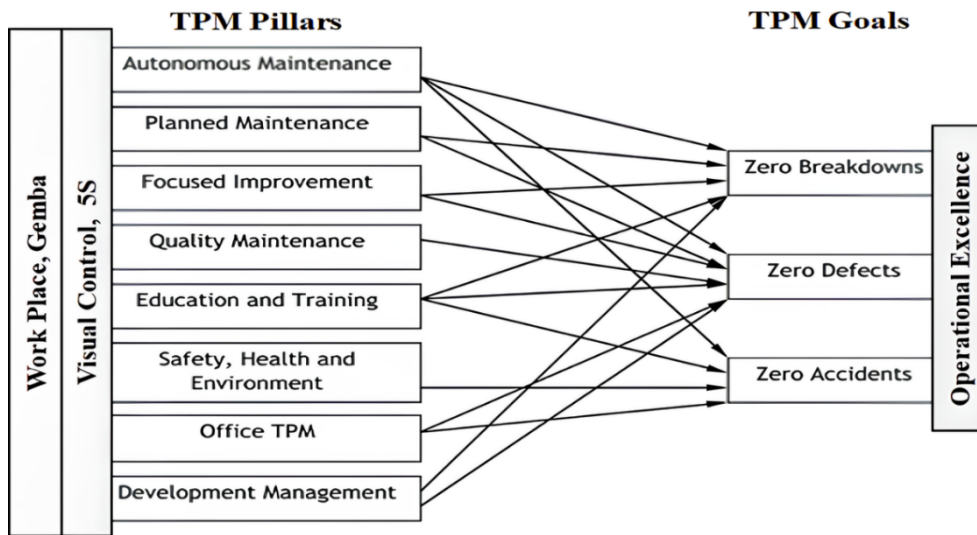 TPM Pillars
TPM Goals
Work Place, Gemba
Visual Control, 5S
Autonomous Maintenance
Planned Maintenance
Focused Improvement
Quality Maintenance
Education and Training
Safety, Health and
Environment
Office TPM
Development Management
Zero Breakdowns
Zero Defects
Zero Accidents
Operational Excellence